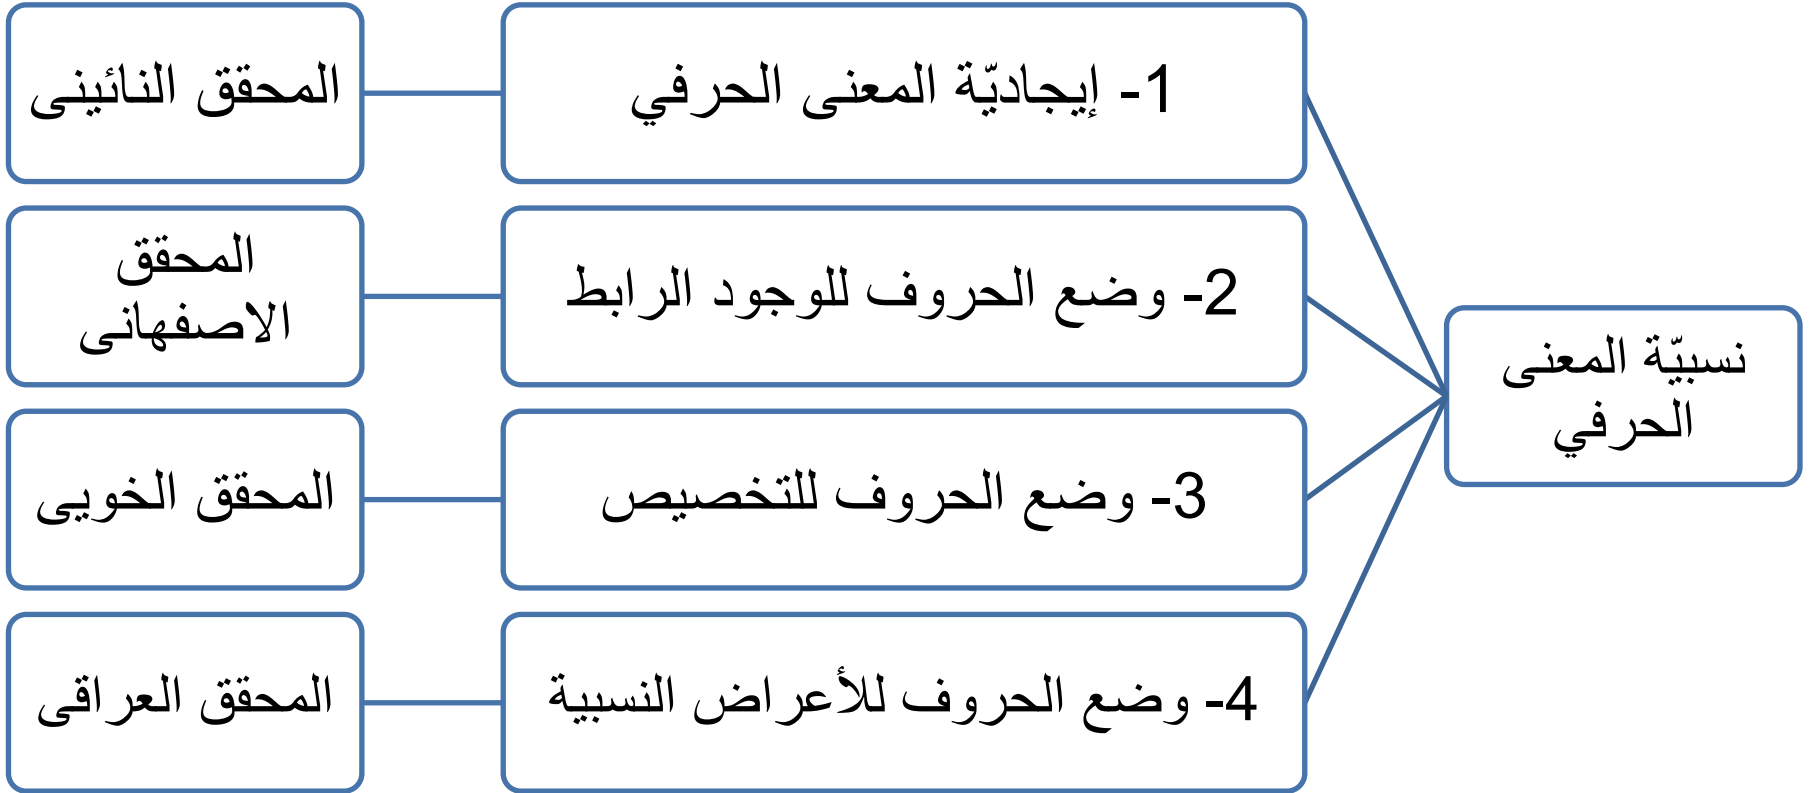 نسبيّة المعنى
الحرفي
1- إيجاديّة المعنى الحرفي
المحقق النائينى
2- وضع الحروف للوجود الرابط
المحقق
الاصفهانى
3- وضع الحروف للتخصيص
المحقق الخويى
4- وضع الحروف للأعراض النسبية
المحقق العراقى